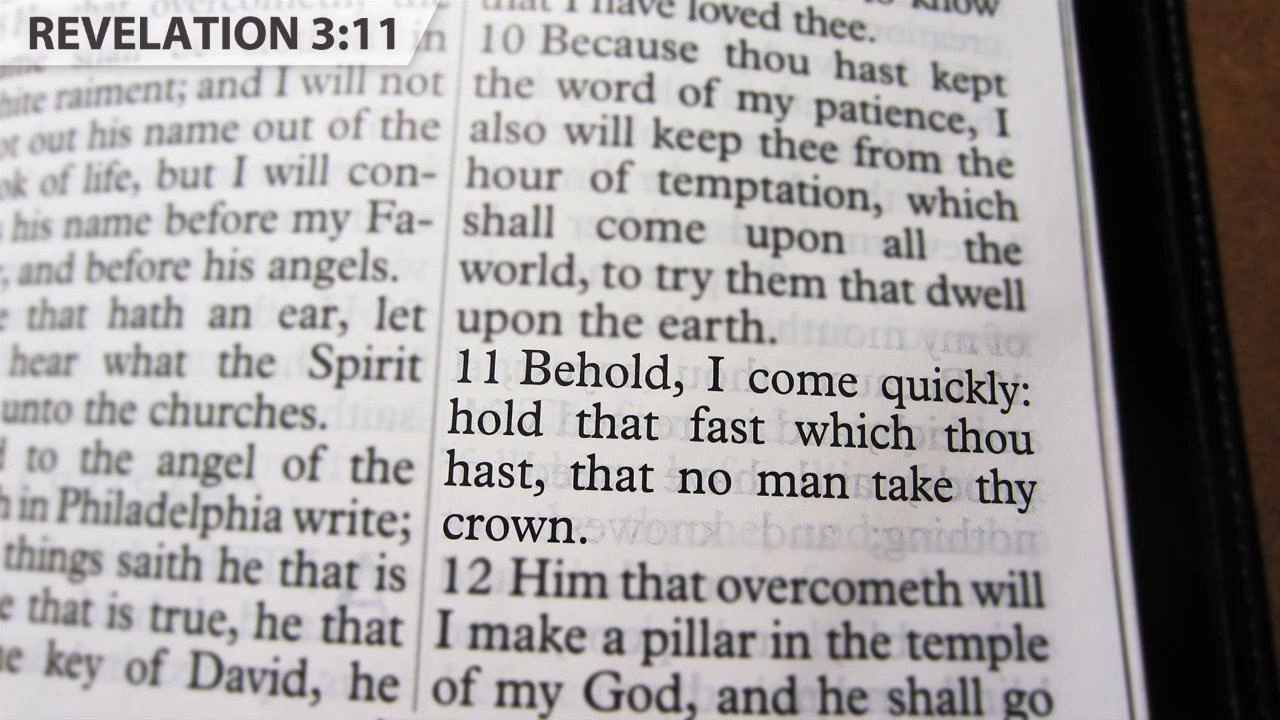 REVELATION 3:11
in
raiment; and I will not
out his name out of the
of life, but I will con-
his name before my Fa-
and before his angels.
that hath an ear, let
hear what the Spirit
unto the churches.
to the angel of the
in Philadelphia write;
things saith he that is
that is true, he that
key of David, he
that I have loved thee.
10 Because thou hast kept
the word of my patience, I
also will keep thee from the
hour of temptation, which
shall come upon all the
world, to try them that dwell
upon the earth.
11 Behold, I come quickly:
hold that fast which thou
hast, that no man take thy
crown.
12 Him that overcometh will
I make a pillar in the temple
of my God, and he shall go